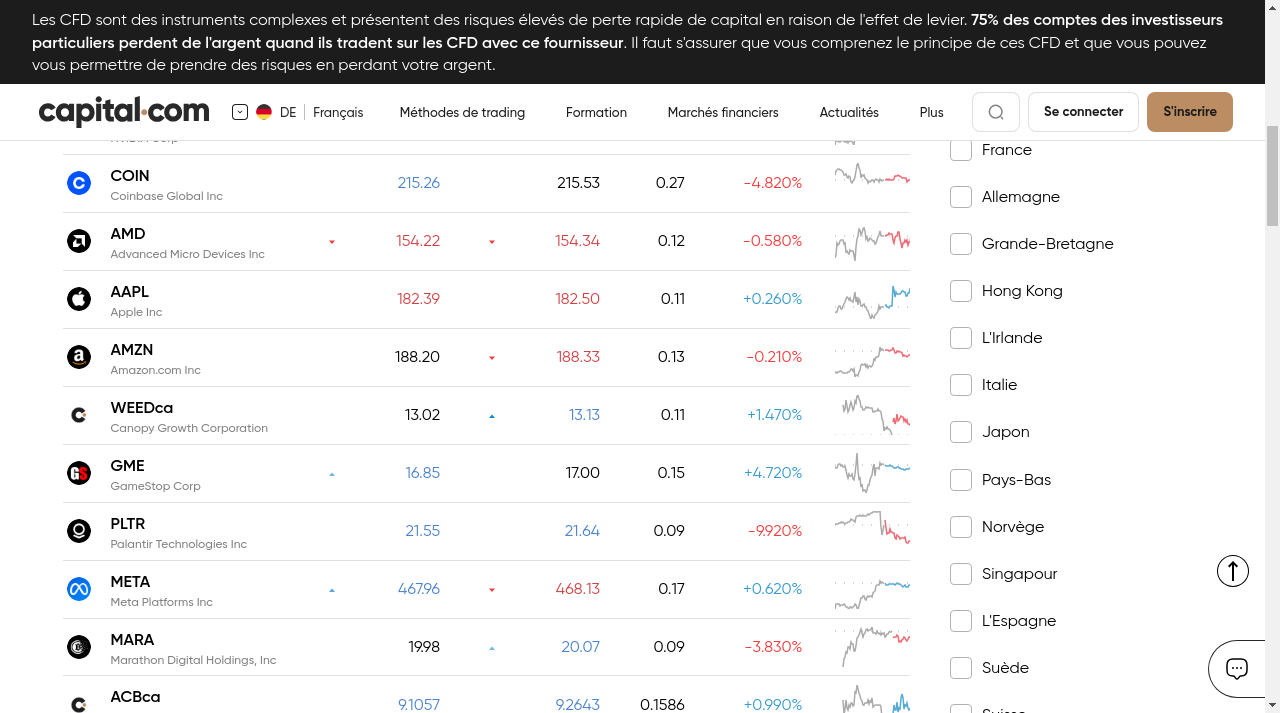 Les CFD sont des instruments complexes et présentent des risques élevés de perte rapide de capital en raison de l'effet de levier. 75% des comptes des investisseurs
particuliers perdent de l'argent quand ils tradent sur les CFD avec ce fournisseur. Il faut s'assurer que vous comprenez le principe de ces CFD et que vous pouvez
vous permettre de prendre des risques en perdant votre argent.
capital.com DE Français Méthodes de trading Formation Marchés financiers Actualités Plus Se connecter S'inscrire
COIN 215.26 215.53 0.27 -4.820%
Coinbase Global Inc
AMD 154.22 154.34 0.12 -0.580%
Advanced Micro Devices Inc
AAPL 182.39 182.50 0.11 +0.260%
Apple Inc
AMZN 188.20 188.33 0.13 -0.210%
Amazon.com Inc
WEEDca 13.02 13.13 0.11 +1.470%
Canopy Growth Corporation
GME 16.85 17.00 0.15 +4.720%
GameStop Corp
PLTR 21.55 21.64 0.09 -9.920%
Palantir Technologies Inc
META 467.96 468.13 0.17 +0.620%
Meta Platforms Inc
MARA 19.98 20.07 0.09 -3.830%
Marathon Digital Holdings, Inc
ACBca 9.1057 9.2643 0.1586 +0.990%
France
Allemagne
Grande-Bretagne
Hong Kong
L'Irlande
Italie
Japon
Pays-Bas
Norvège
Singapour
L'Espagne
Suède